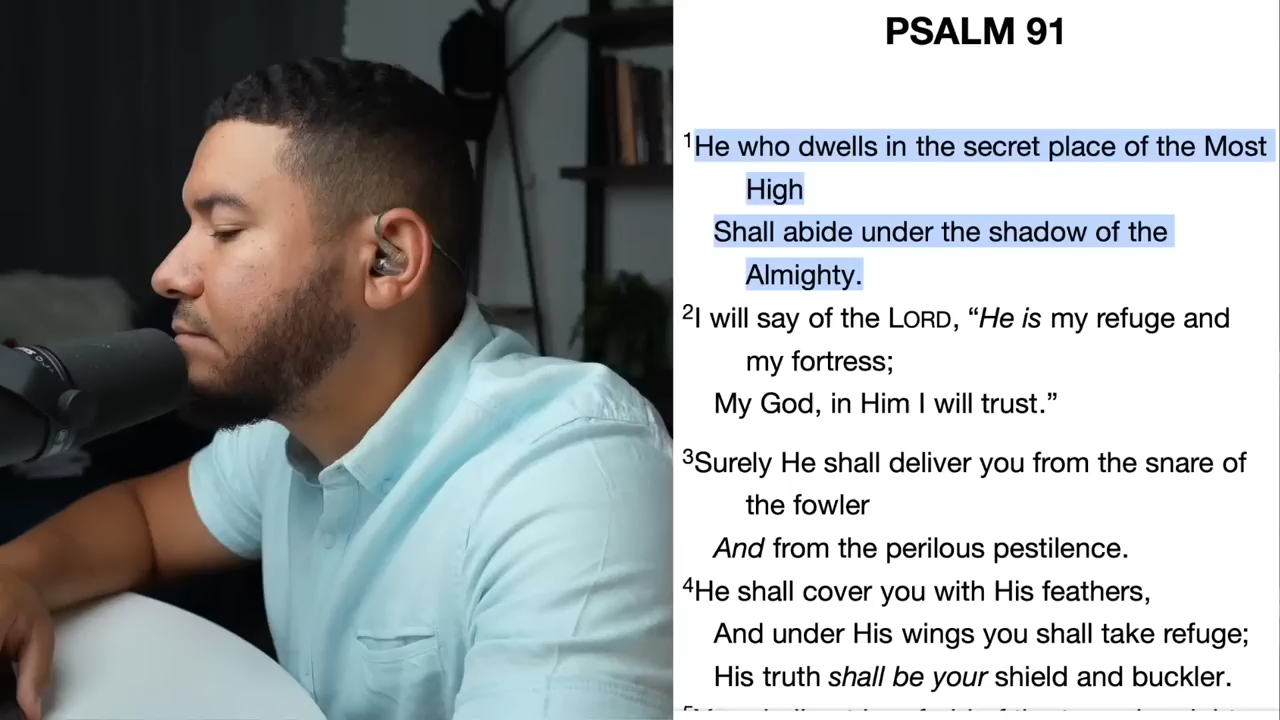 PSALM 91
1He who dwells in the secret place of the Most
High
Shall abide under the shadow of the
Almighty.
2I will say of the LORD, “He is my refuge and
my fortress;
My God, in Him I will trust.”
3Surely He shall deliver you from the snare of
the fowler
And from the perilous pestilence.
4He shall cover you with His feathers,
And under His wings you shall take refuge;
His truth shall be your shield and buckler.